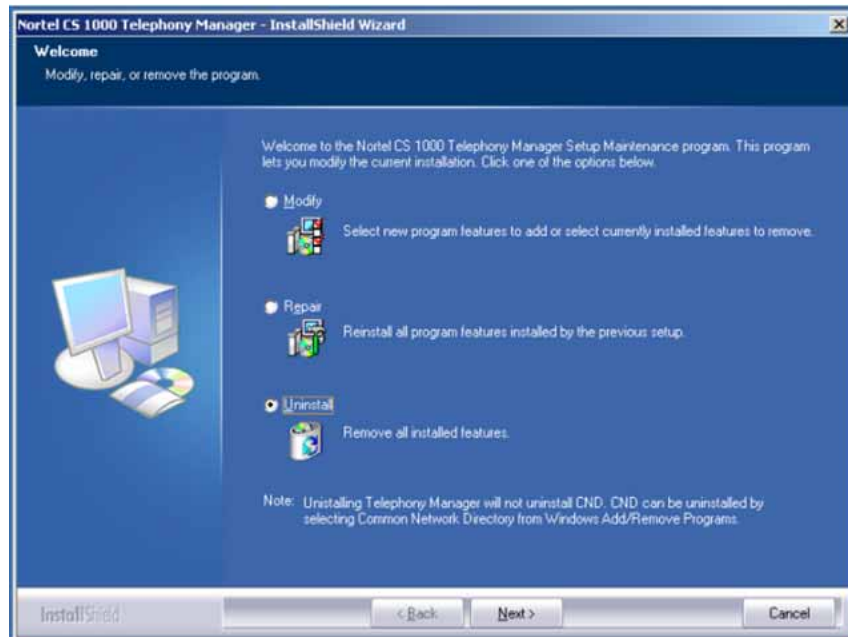 Nortel CS 1000 Telephony Manager - InstallShield Wizard
Welcome
Modify, repair, or remove the program.
Welcome to the Nortel CS 1000 Telephony Manager Setup Maintenance program. This program
lets you modify the current installation. Click one of the options below.
Modify
Select new program features to add or select currently installed features to remove.
Repair
Reinstall all program features installed by the previous setup.
Uninstall
Remove all installed features.
Note: Unistalling Telephony Manager will not uninstall CND. CND can be uninstalled by
selecting Common Network Directory from Windows Add/Remove Programs.
InstallShield
< Back
Next >
Cancel